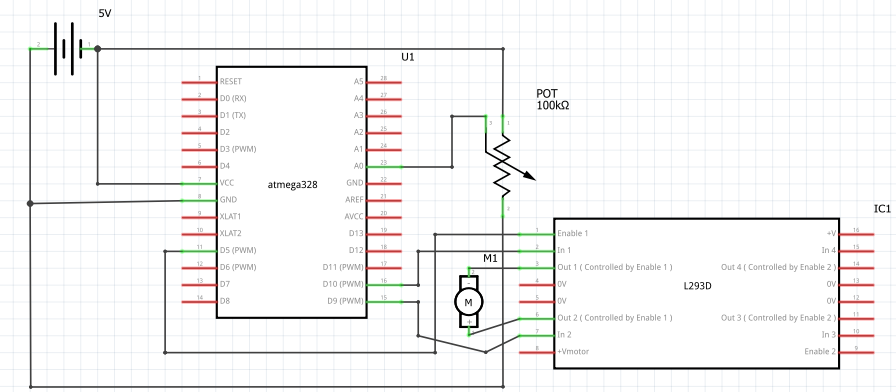 5V
2
1
U1
1 RESET A5 28
2 D0 (RX) A4 27
3 D1 (TX) A3 26
4 D2 A2 25
5 D3 (PWM) A1 24
6 D4 A0 23
7 VCC GND 22
8 GND AREF 21
9 XLAT1 AVCC 20
10 XLAT2 D13 19
11 D5 (PWM) D12 18
12 D6 (PWM) D11 (PWM) 17
13 D7 D10 (PWM) 16
14 D8 D9 (PWM) 15
atmega328
POT
100kΩ
3
1
2
M1
-
M
+
IC1
1 Enable 1 +V 16
2 In 1 In 4 15
3 Out 1 ( Controlled by Enable 1 ) Out 4 ( Controlled by Enable 2 ) 14
4 0V 0V 13
5 0V 0V 12
6 Out 2 ( Controlled by Enable 1 ) Out 3 ( Controlled by Enable 2 ) 11
7 In 2 In 3 10
8 +Vmotor Enable 2 9
L293D